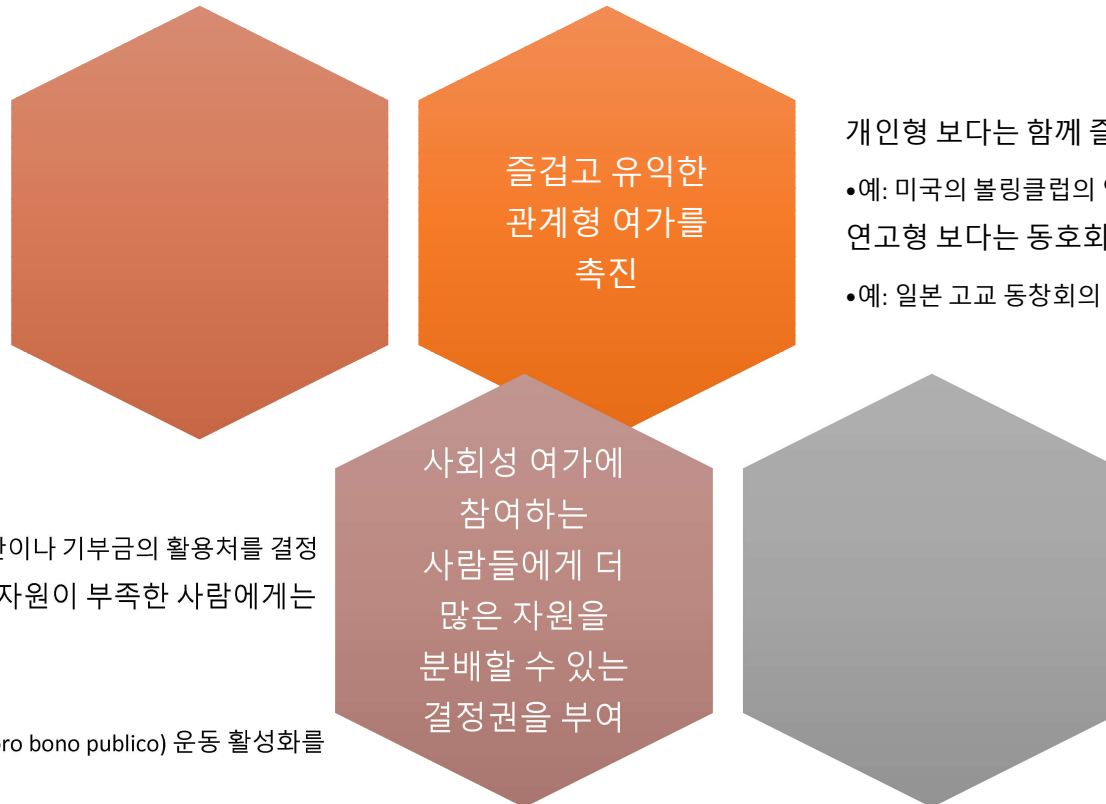 즐겁고 유익한
관계형 여가를
촉진
개인형 보다는 함께
•예: 미국의 볼링클럽의
연고형 보다는 동호회
•예: 일본 고교 동창회의
사회성 여가에
참여하는
사람들에게 더
많은 자원을
분배할 수 있는
결정권을 부여
기부금의 활용처를 결정
자원이 부족한 사람에게는
bono publico) 운동 활성화를